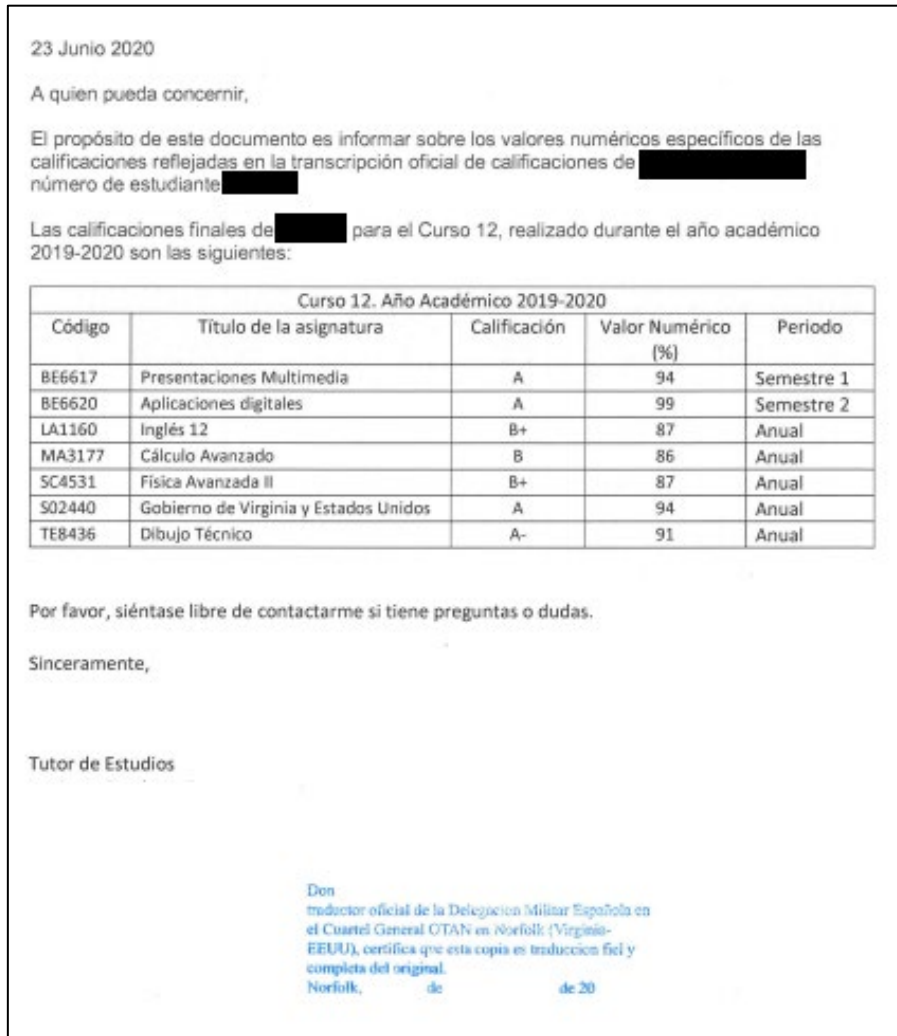 23 Junio 2020
A quien pueda concernir,
El propósito de este documento es informar sobre los valores numéricos específicos de las
calificaciones reflejadas en la transcripción oficial de calificaciones de
número de estudiante
Las calificaciones finales de para el Curso 12, realizado durante el año académico
2019-2020 son las siguientes:
Curso 12. Año Académico 2019-2020
Código Título de la asignatura Calificación Valor Numérico (%) Periodo
BE6617 Presentaciones Multimedia A 94 Semestre 1
BE6620 Aplicaciones digitales A 99 Semestre 2
LA1160 Inglés 12 B+ 87 Anual
MA3177 Cálculo Avanzado B 86 Anual
SC4531 Física Avanzada II B+ 87 Anual
S02440 Gobierno de Virginia y Estados Unidos A 94 Anual
TE8436 Dibujo Técnico A- 91 Anual
Por favor, siéntase libre de contactarme si tiene preguntas o dudas.
Sinceramente,
Tutor de Estudios
Don
traductor oficial de la Delegacion Militar Española en
el Cuartel General OTAN en Norfolk (Virginia-
EEUU), certifica que esta copia es traduccion fiel y
completa del original.
Norfolk, de de 20